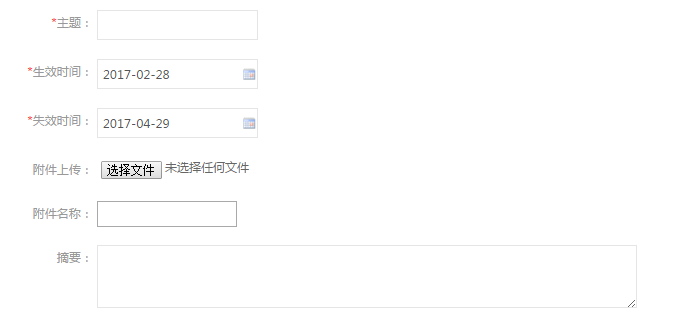 *主题：
*生效时间： 2017-02-28
*失效时间： 2017-04-29
附件上传： 选择文件 未选择任何文件
附件名称：
摘要：